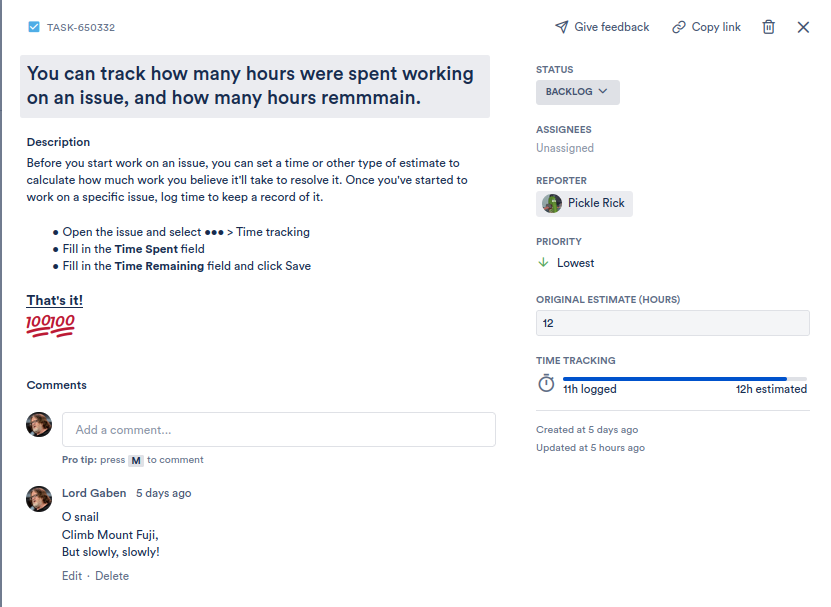 TASK-650332
Give feedback
Copy link
You can track how many hours were spent working
on an issue, and how many hours remmmain.
Description
Before you start work on an issue, you can set a time or other type of estimate to
calculate how much work you believe it'll take to resolve it. Once you've started to
work on a specific issue, log time to keep a record of it.
● Open the issue and select ●●● > Time tracking
● Fill in the Time Spent field
● Fill in the Time Remaining field and click Save
That's it!
100100
Comments
Add a comment...
Pro tip: press M to comment
Lord Gaben 5 days ago
O snail
Climb Mount Fuji,
But slowly, slowly!
Edit · Delete
STATUS
BACKLOG
ASSIGNEES
Unassigned
REPORTER
Pickle Rick
PRIORITY
Lowest
ORIGINAL ESTIMATE (HOURS)
12
TIME TRACKING
11h logged 12h estimated
Created at 5 days ago
Updated at 5 hours ago